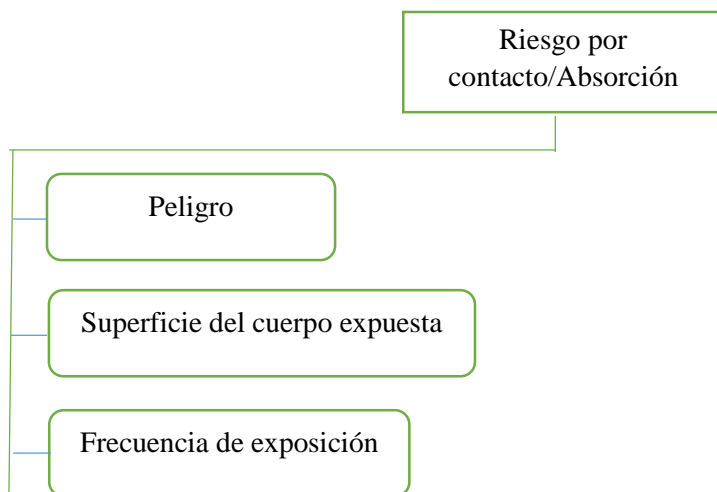 Riesgo por
contacto/Absorción
Peligro
Superficie del cuerpo expuesta
Frecuencia de exposición